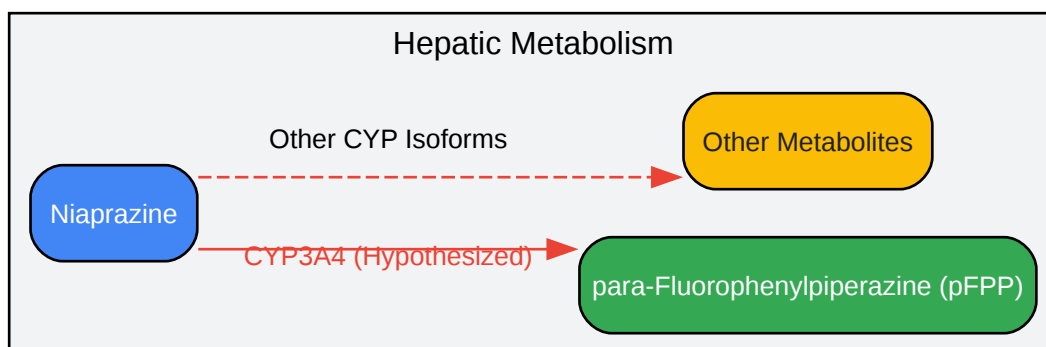 Hepatic Metabolism
Other CYP Isoforms
Other Metabolites
Niaprazine
CYP3A4 (Hypothesized)
para-Fluorophenylpiperazine (pFPP)